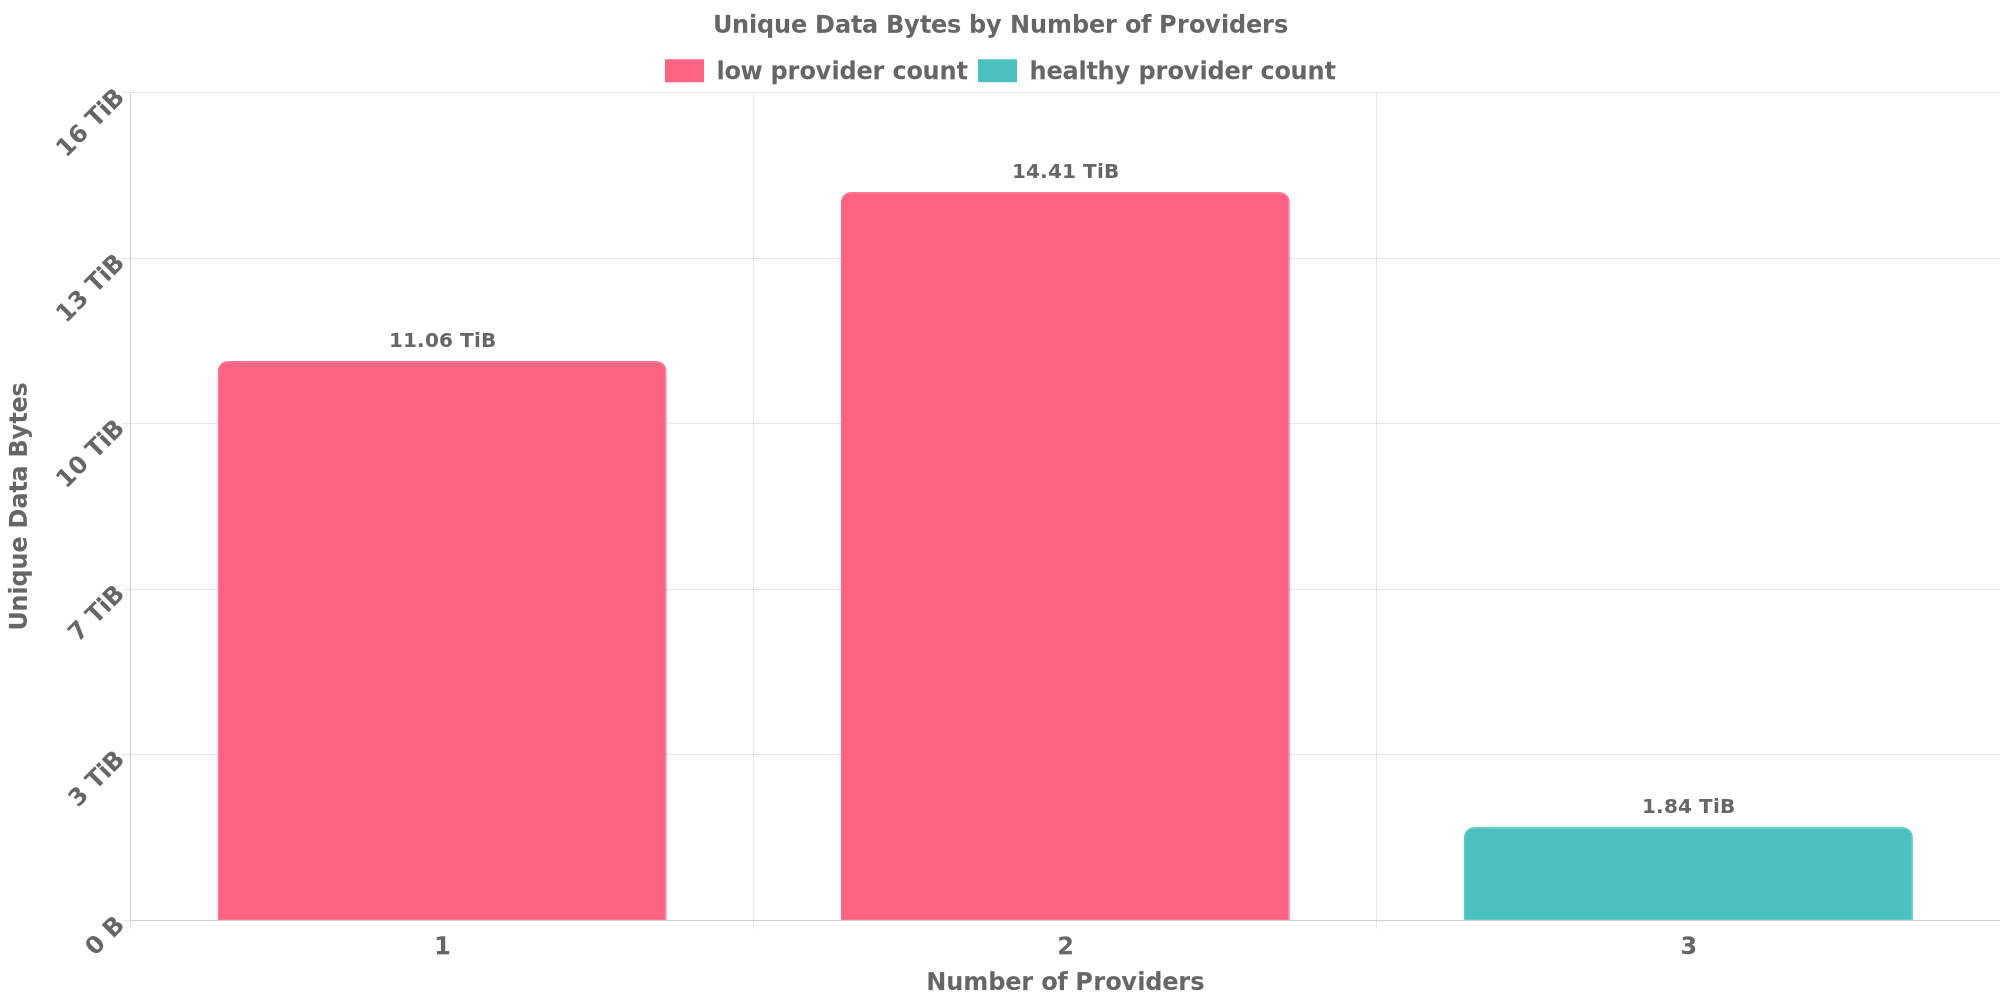 Unique Data Bytes by Number of Providers
low provider count healthy provider count
16 TiB
13 TiB
10 TiB
7 TiB
3 TiB
0 B
Unique Data Bytes
11.06 TiB
14.41 TiB
1.84 TiB
1 2 3
Number of Providers